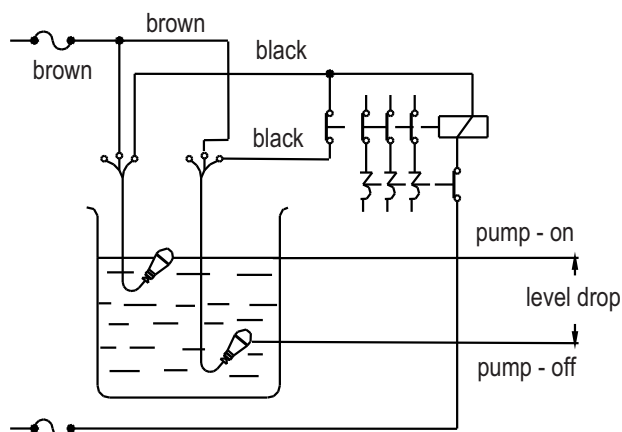 brown
brown
black
black
pump - on
level drop
pump - off